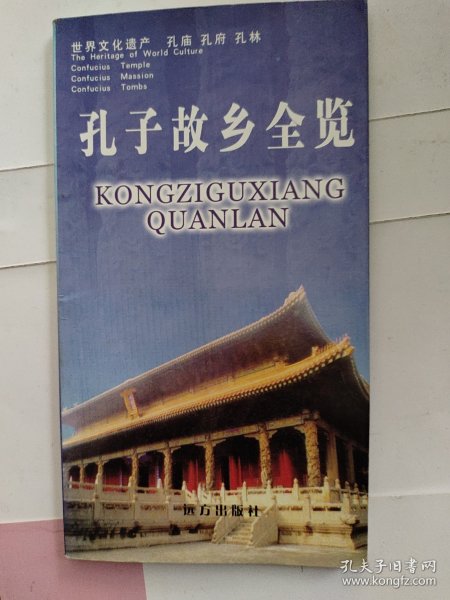 世界文化遗产 孔庙 孔府 孔林
The Heritage of World Culture
Confucius Temple
Confucius Massion
Confucius Tombs
孔子故乡全览
KONGZIGUXIANG
QUANLAN
远方出版社
孔夫子旧书网
www.kongfz.com